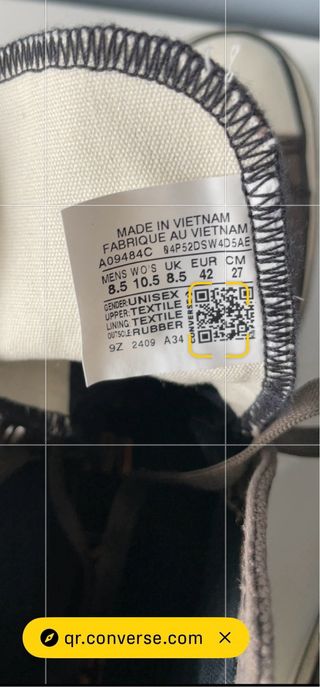 MADE IN VIETNAM
FABRIQUE AU VIETNAM
A09484C 04P52DSW4D5AE
MENS WO'S UK EUR CM
8.5 10.5 8.5 42 27
GENDER:UNISEX
UPPER:TEXTILE
LINING:TEXTILE
OUTSOLE:RUBBER
CONVERSE
9Z 2409 A34
qr.converse.com